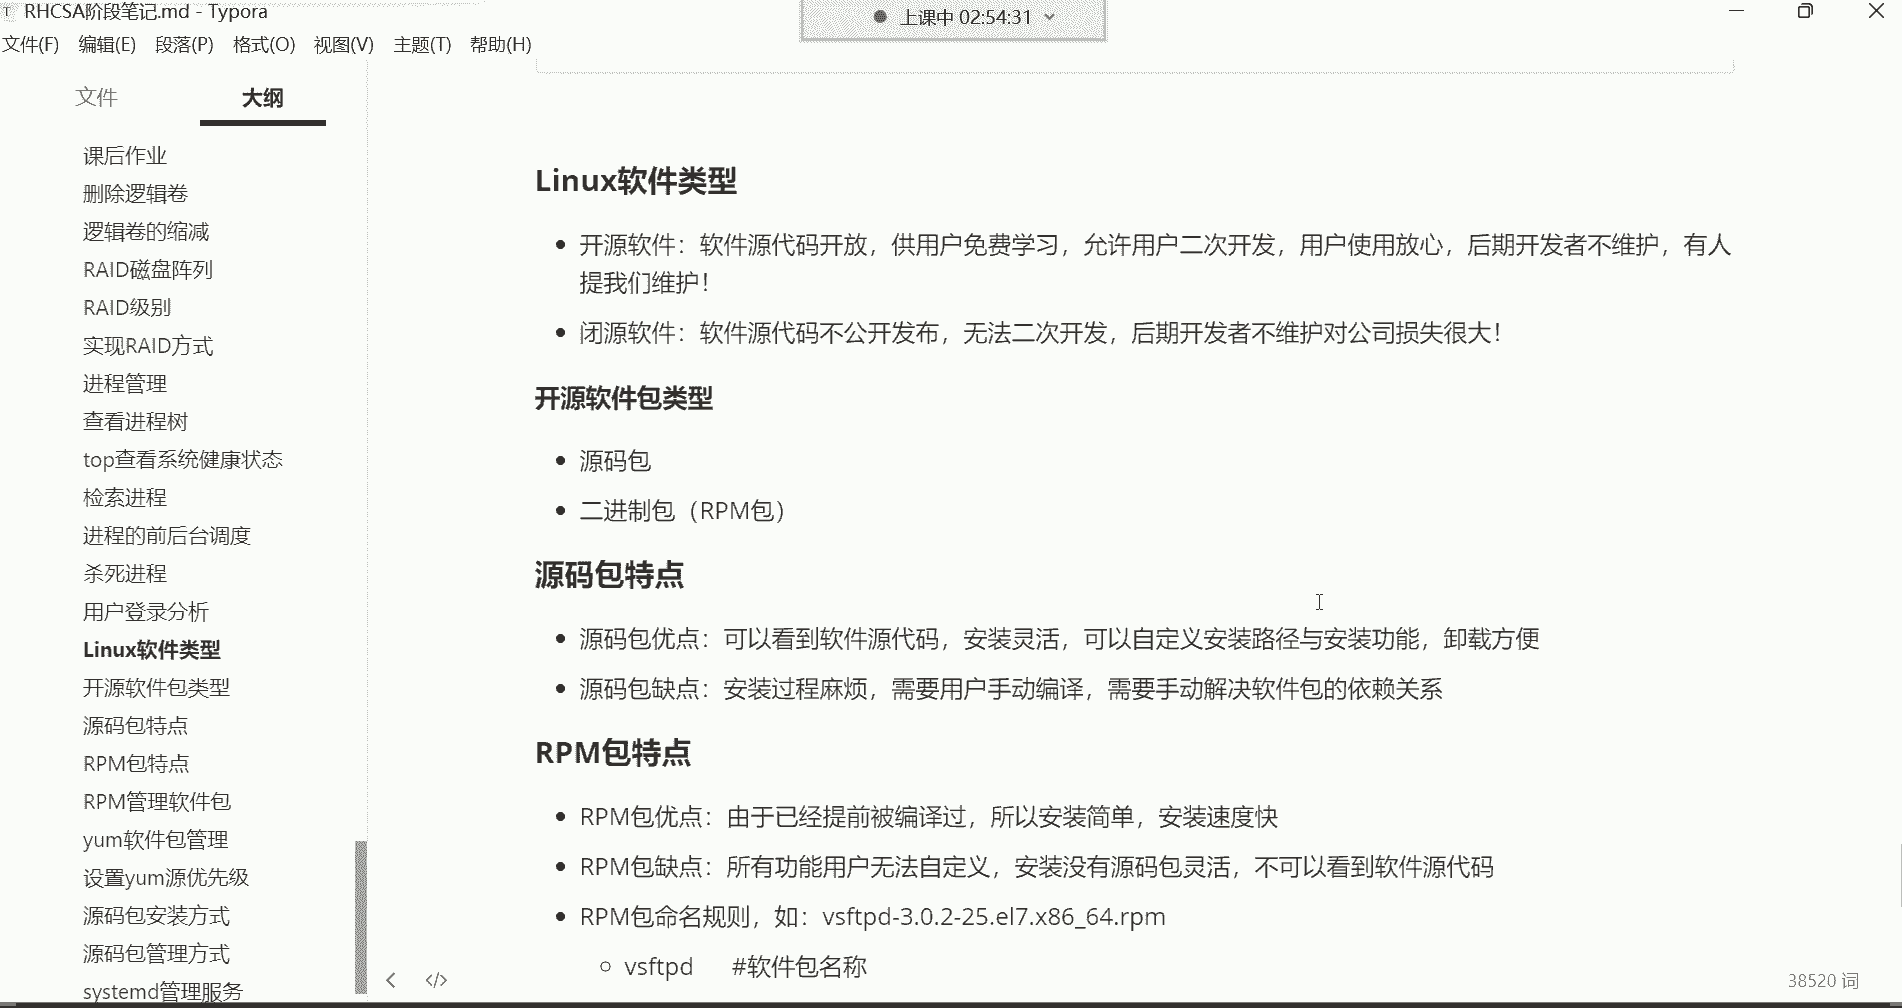 RHCSA阶段笔记.md - Typora
上课中 02:54:31
文件(F) 编辑(E) 段落(P) 格式(O) 视图(V) 主题(T) 帮助(H)
文件 大纲
课后作业
删除逻辑卷
逻辑卷的缩减
RAID磁盘阵列
RAID级别
实现RAID方式
进程管理
查看进程树
top查看系统健康状态
检索进程
进程的前后台调度
杀死进程
用户登录分析
Linux软件类型
开源软件包类型
源码包特点
RPM包特点
RPM管理软件包
yum软件包管理
设置yum源优先级
源码包安装方式
源码包管理方式
systemd管理服务
Linux软件类型
开源软件：软件源代码开放，供用户免费学习，允许用户二次开发，用户使用放心，后期开发者不维护，有人
提我们维护！
闭源软件：软件源代码不公开发布，无法二次开发，后期开发者不维护对公司损失很大！
开源软件包类型
源码包
二进制包（RPM包）
源码包特点
源码包优点：可以看到软件源代码，安装灵活，可以自定义安装路径与安装功能，卸载方便
源码包缺点：安装过程麻烦，需要用户手动编译，需要手动解决软件包的依赖关系
RPM包特点
RPM包优点：由于已经提前被编译过，所以安装简单，安装速度快
RPM包缺点：所有功能用户无法自定义，安装没有源码包灵活，不可以看到软件源代码
RPM包命名规则，如：vsftpd-3.0.2-25.el7.x86_64.rpm
vsftpd #软件包名称
38520 词